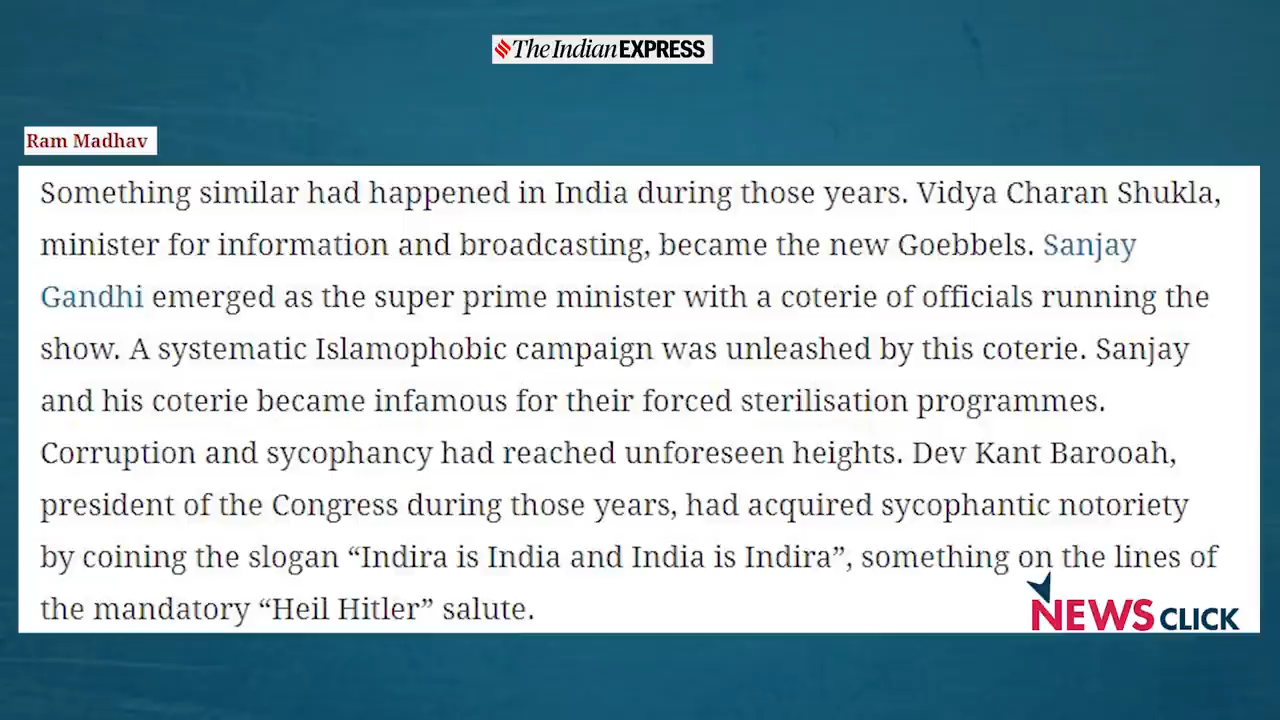 The Indian EXPRESS
Ram Madhav
Something similar had happened in India during those years. Vidya Charan Shukla,
minister for information and broadcasting, became the new Goebbels. Sanjay
Gandhi emerged as the super prime minister with a coterie of officials running the
show. A systematic Islamophobic campaign was unleashed by this coterie. Sanjay
and his coterie became infamous for their forced sterilisation programmes.
Corruption and sycophancy had reached unforeseen heights. Dev Kant Barooah,
president of the Congress during those years, had acquired sycophantic notoriety
by coining the slogan “Indira is India and India is Indira”, something on the lines of
the mandatory “Heil Hitler” salute.
NEWS CLICK